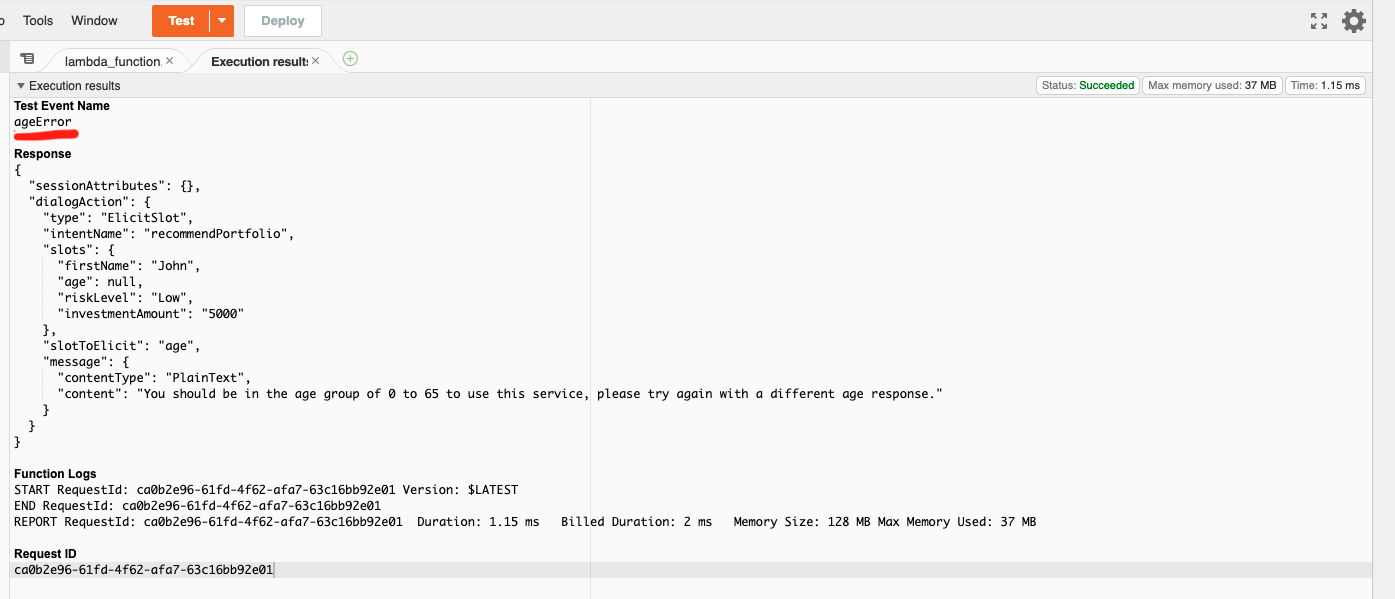 Tools Window Test Deploy
lambda_function. × Execution results ×
Execution results Status: Succeeded Max memory used: 37 MB Time: 1.15 ms
Test Event Name
ageError
Response
{
  "sessionAttributes": {},
  "dialogAction": {
    "type": "ElicitSlot",
    "intentName": "recommendPortfolio",
    "slots": {
      "firstName": "John",
      "age": null,
      "riskLevel": "Low",
      "investmentAmount": "5000"
    },
    "slotToElicit": "age",
    "message": {
      "contentType": "PlainText",
      "content": "You should be in the age group of 0 to 65 to use this service, please try again with a different age response."
    }
  }
}
Function Logs
START RequestId: ca0b2e96-61fd-4f62-afa7-63c16bb92e01 Version: $LATEST
END RequestId: ca0b2e96-61fd-4f62-afa7-63c16bb92e01
REPORT RequestId: ca0b2e96-61fd-4f62-afa7-63c16bb92e01  Duration: 1.15 ms   Billed Duration: 2 ms   Memory Size: 128 MB Max Memory Used: 37 MB
Request ID
ca0b2e96-61fd-4f62-afa7-63c16bb92e01